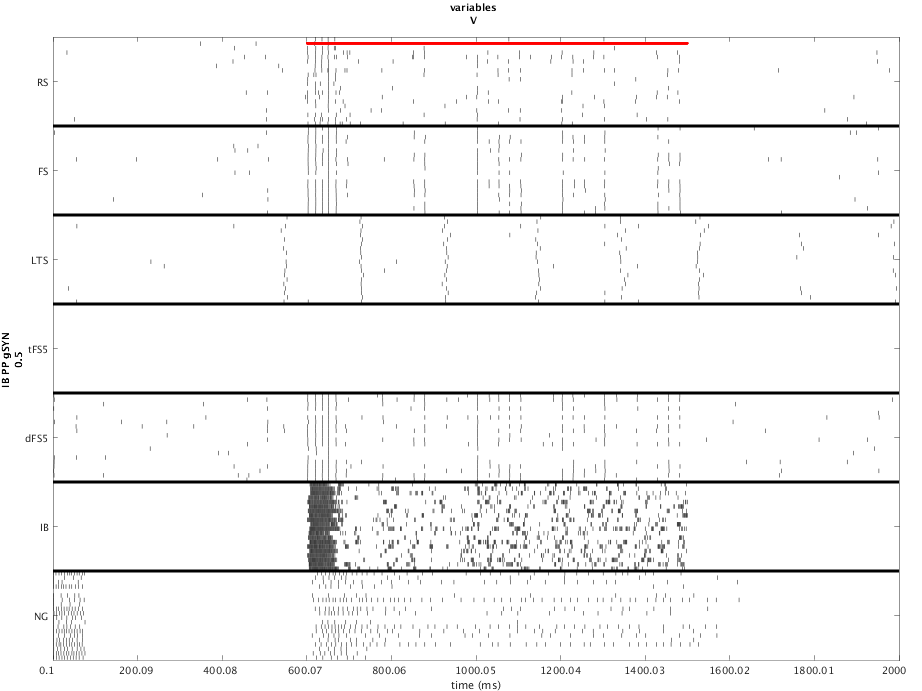 variables
V
RS
FS
LTS
tFS5
dFS5
IB
NG
IB PP gSYN
0.5
0.1 200.09 400.08 600.07 800.06 1000.05 1200.04 1400.03 1600.02 1800.01 2000
time (ms)